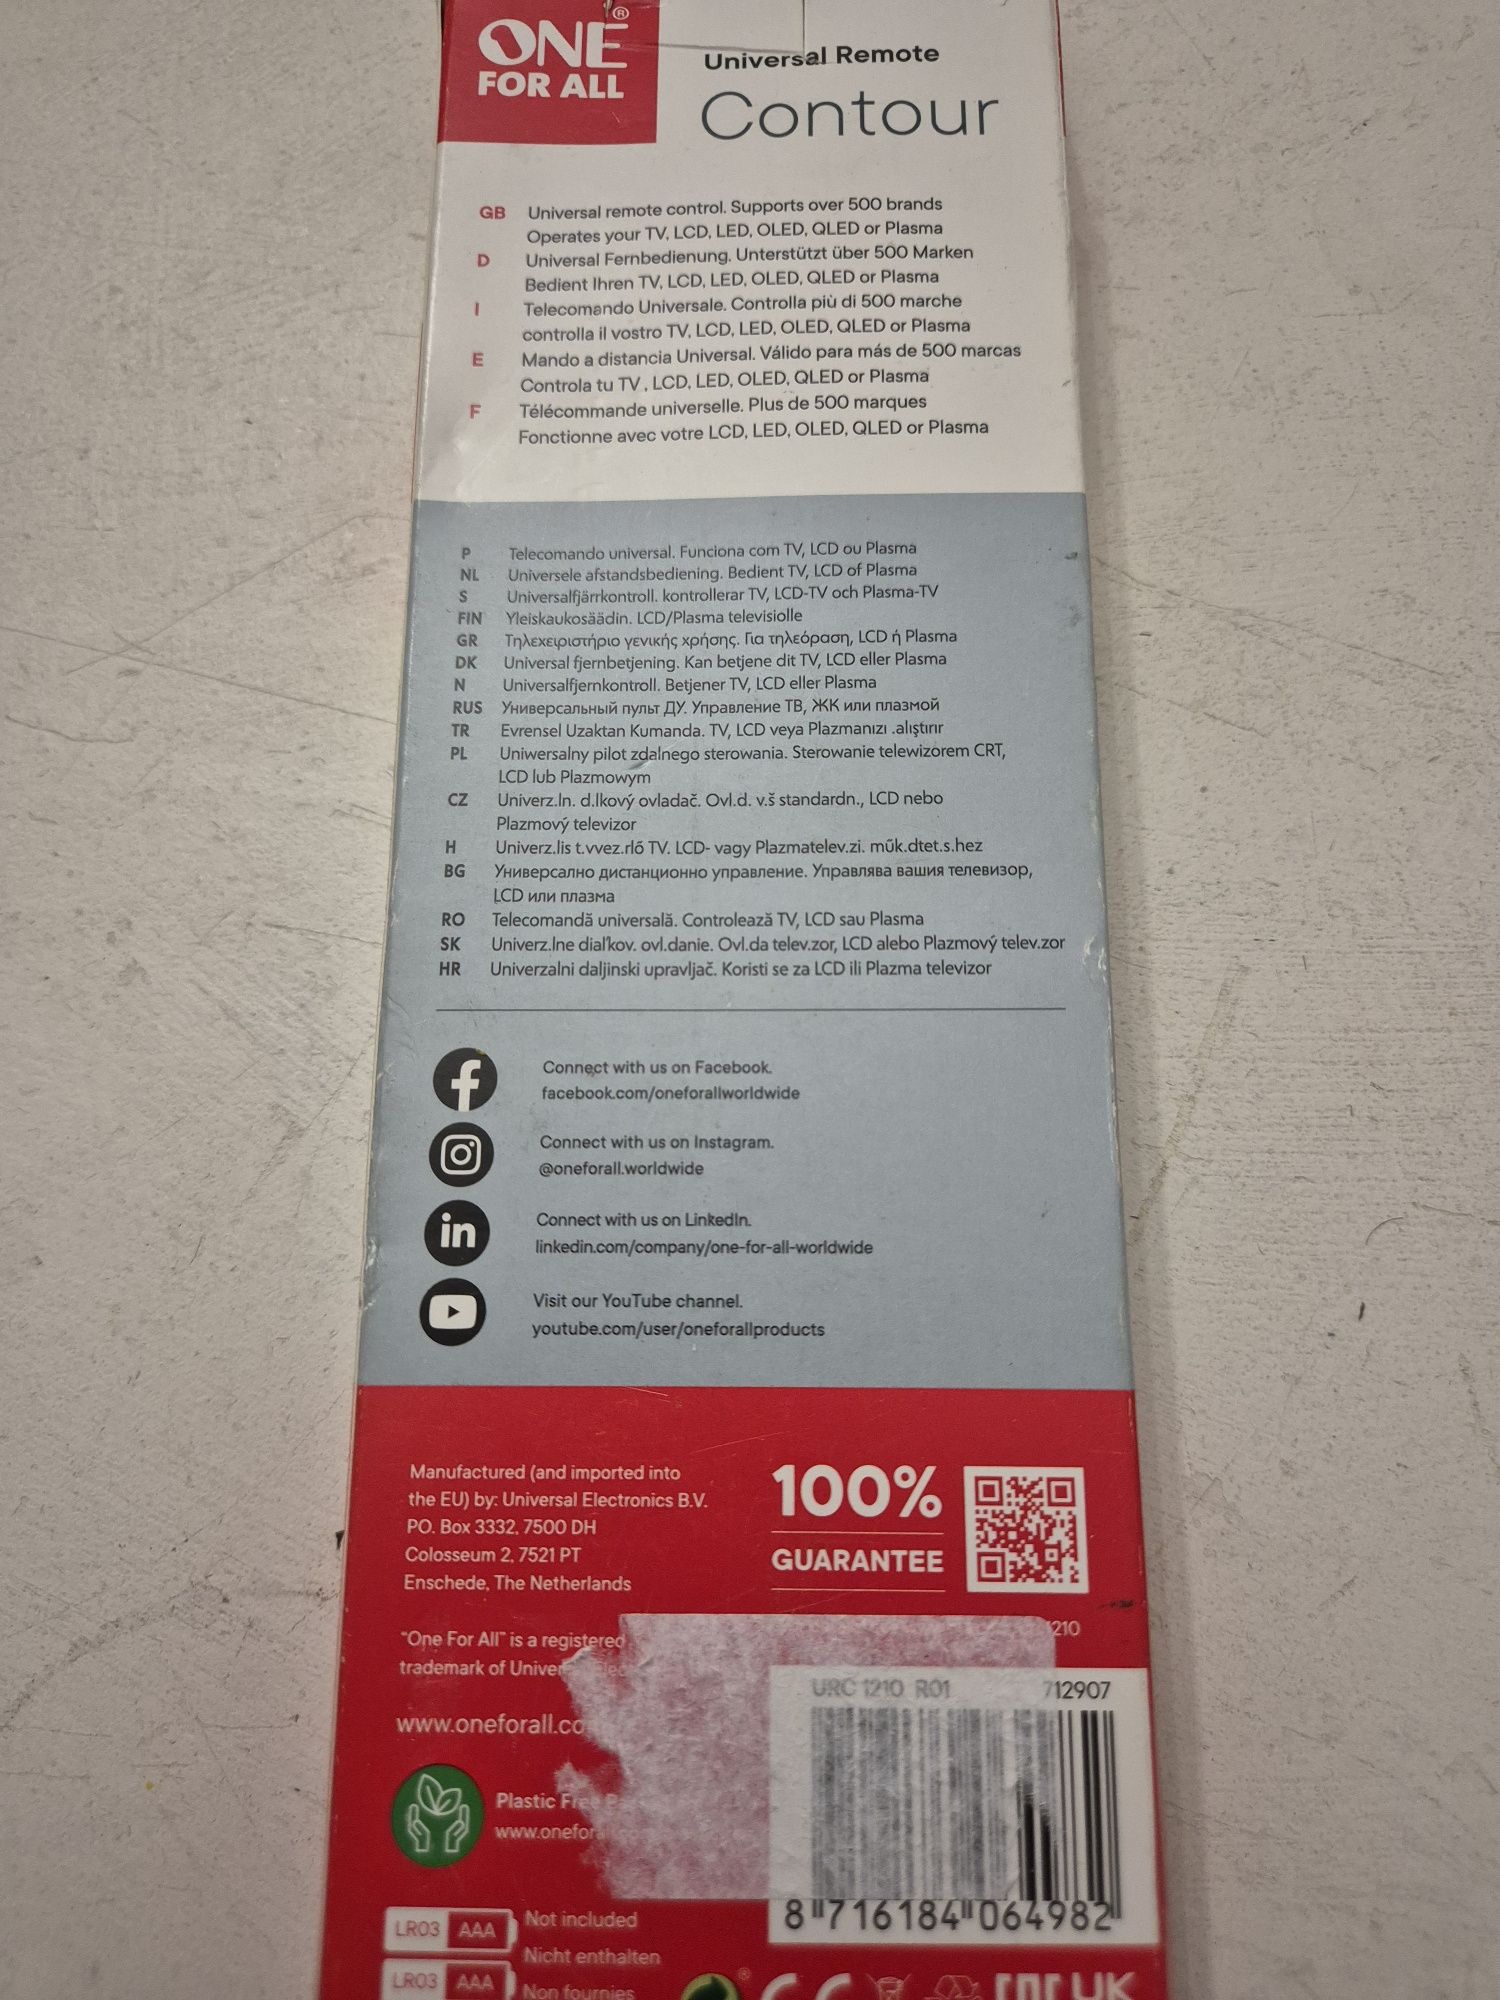 ONE®
FOR ALL
Universal Remote
Contour
GB Universal remote control. Supports over 500 brands
Operates your TV, LCD, LED, OLED, QLED or Plasma
D Universal Fernbedienung. Unterstützt über 500 Marken
Bedient Ihren TV, LCD, LED, OLED, QLED or Plasma
I Telecomando Universale. Controlla più di 500 marche
controlla il vostro TV, LCD, LED, OLED, QLED or Plasma
E Mando a distancia Universal. Válido para más de 500 marcas
Controla tu TV , LCD, LED, OLED, QLED or Plasma
F Télécommande universelle. Plus de 500 marques
Fonctionne avec votre LCD, LED, OLED, QLED or Plasma
P Telecomando universal. Funciona com TV, LCD ou Plasma
NL Universele afstandsbediening. Bedient TV, LCD of Plasma
S Universalfjärrkontroll. kontrollerar TV, LCD-TV och Plasma-TV
FIN Yleiskaukosäädin. LCD/Plasma televisiolle
GR Τηλεχειριστήριο γενικής χρήσης. Για τηλεόραση, LCD ή Plasma
DK Universal fjernbetjening. Kan betjene dit TV, LCD eller Plasma
N Universalfjernkontroll. Betjener TV, LCD eller Plasma
RUS Универсальный пульт ДУ. Управление ТВ, ЖК или плазмой
TR Evrensel Uzaktan Kumanda. TV, LCD veya Plazmanızı .alıştırır
PL Uniwersalny pilot zdalnego sterowania. Sterowanie telewizorem CRT,
LCD lub Plazmowym
CZ Univerz.ln. d.lkový ovladač. Ovl.d. v.š standardn., LCD nebo
Plazmový televizor
H Univerz.lis t.vvez.rlő TV. LCD- vagy Plazmatelev.zi. műk.dtet.s.hez
BG Универсално дистанционно управление. Управлява вашия телевизор,
LCD или плазма
RO Telecomandă universală. Controlează TV, LCD sau Plasma
SK Univerz.lne diaľkov. ovl.danie. Ovl.da telev.zor, LCD alebo Plazmový telev.zor
HR Univerzalni daljinski upravljač. Koristi se za LCD ili Plazma televizor
Connect with us on Facebook.
facebook.com/oneforallworldwide
Connect with us on Instagram.
@oneforall.worldwide
in Connect with us on LinkedIn.
linkedin.com/company/one-for-all-worldwide
Visit our YouTube channel.
youtube.com/user/oneforallproducts
Manufactured (and imported into
the EU) by: Universal Electronics B.V.
PO. Box 3332, 7500 DH
Colosseum 2, 7521 PT
Enschede, The Netherlands
100%
GUARANTEE
"One For All" is a registered
trademark of
1210
URC 1210 R01 712907
www.oneforall.co
Plastic Free
www.onefor
8 716184 064982
LR03 AAA Not included
Nicht enthalten
LR03 AAA Non fournies
CE EAC UK